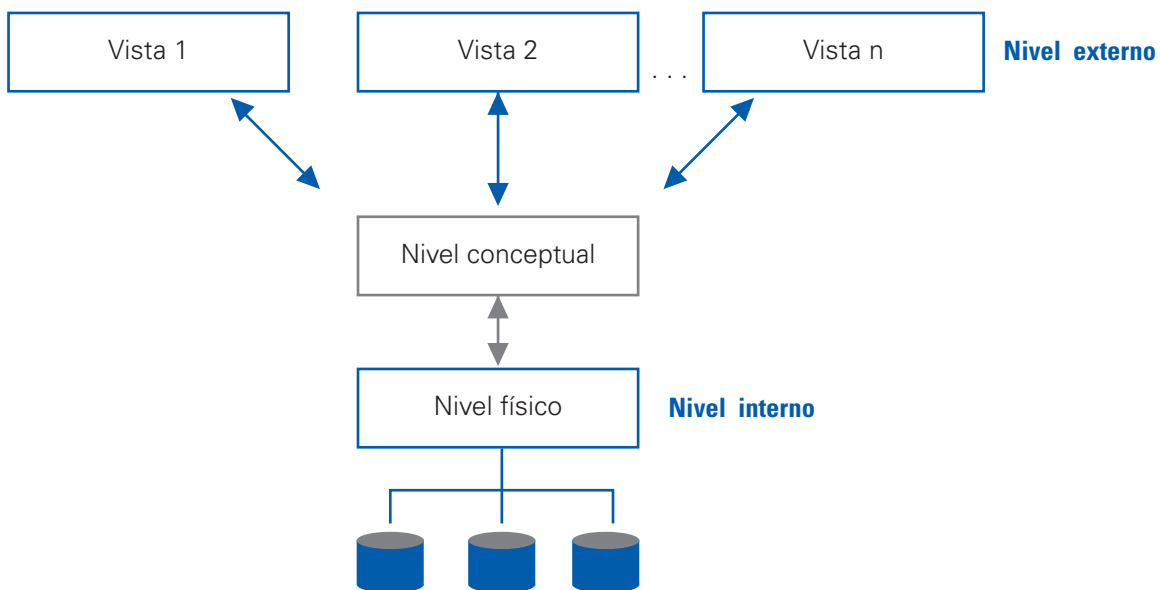 Vista 1
Vista 2
. . .
Vista n
Nivel externo
Nivel conceptual
Nivel físico
Nivel interno